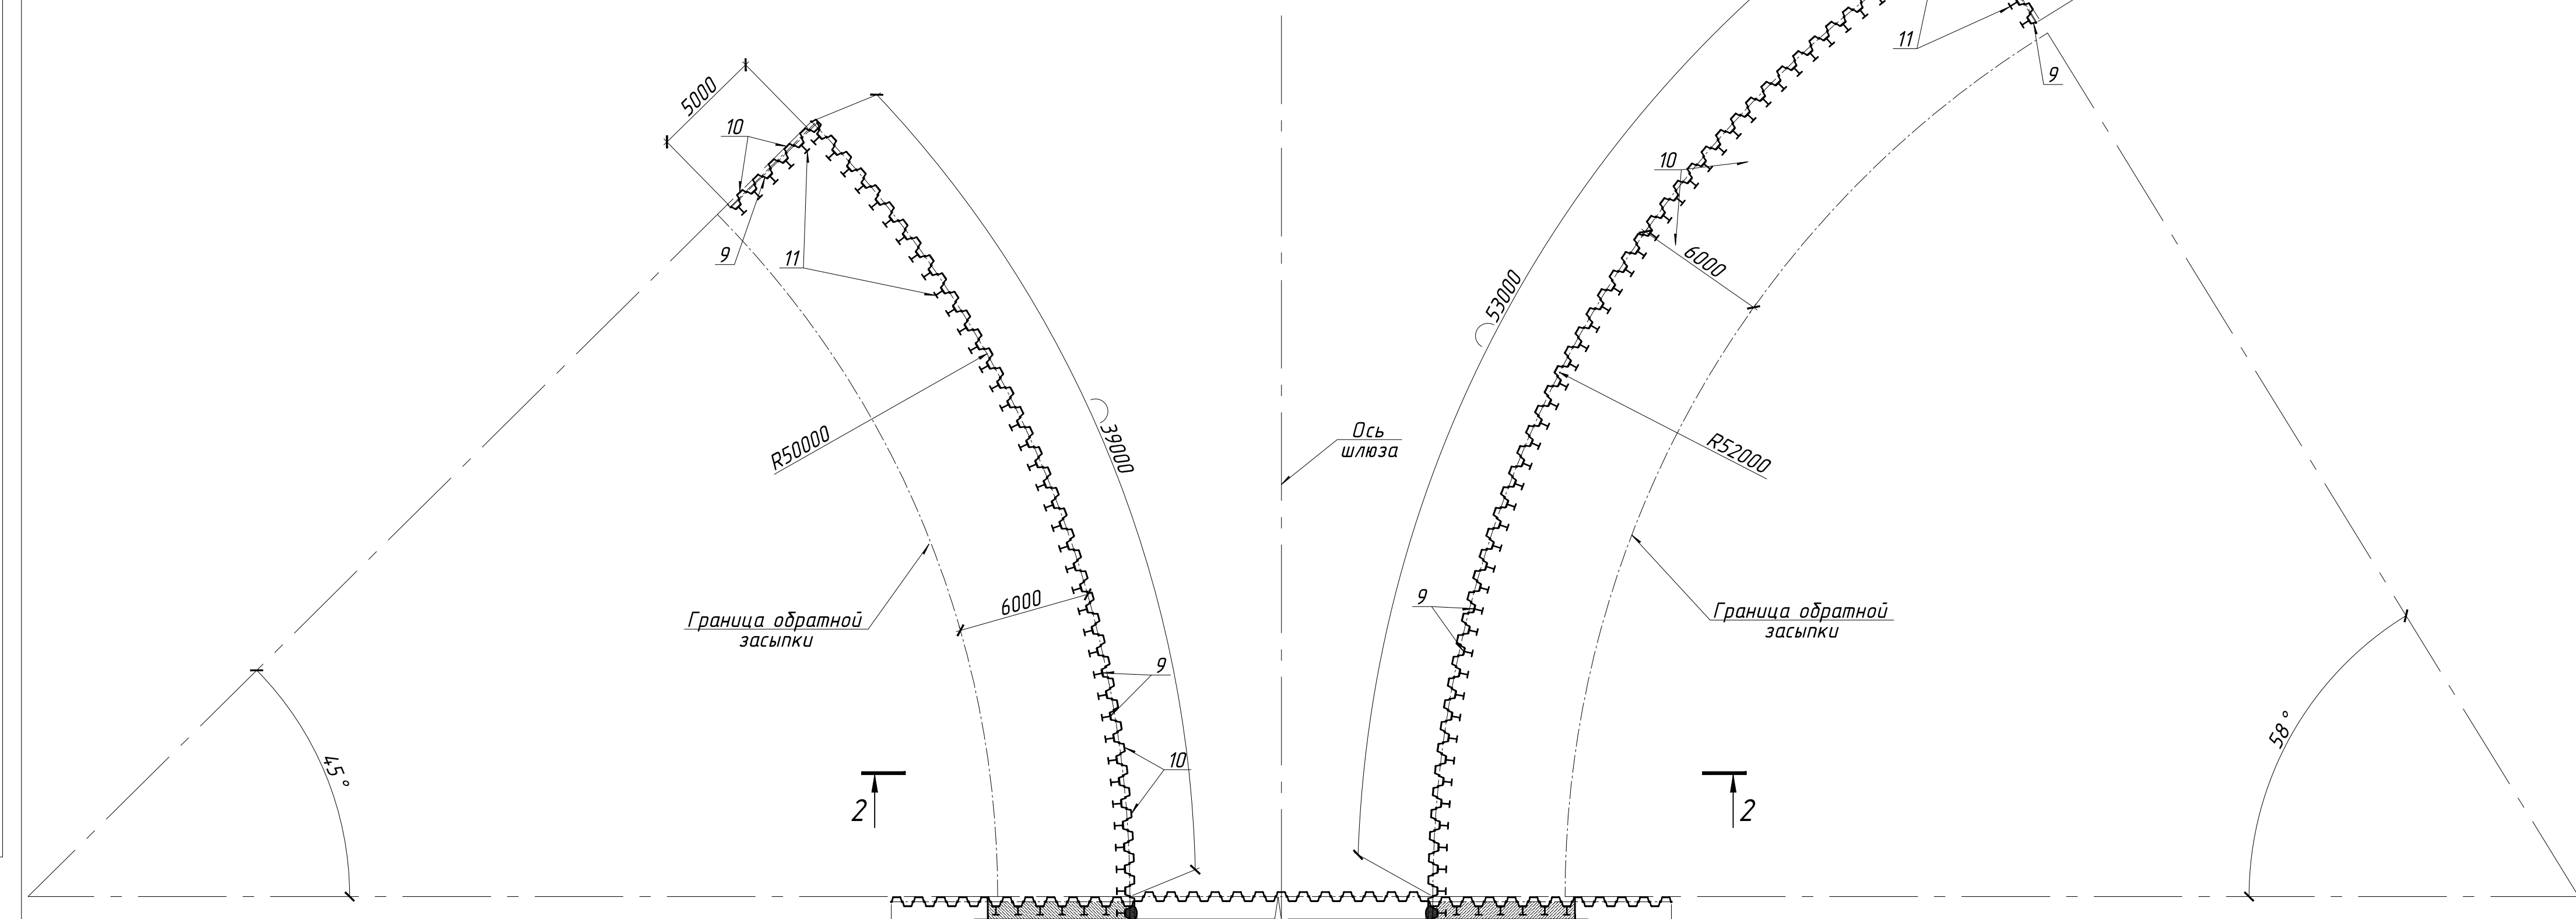 11
9
5000
10
10
9
11
6000
53000
39000
R50000
R52000
Ось
шлюза
6000
9
Граница обратной
засыпки
Граница обратной
засыпки
9
10
45°
58°
2
2